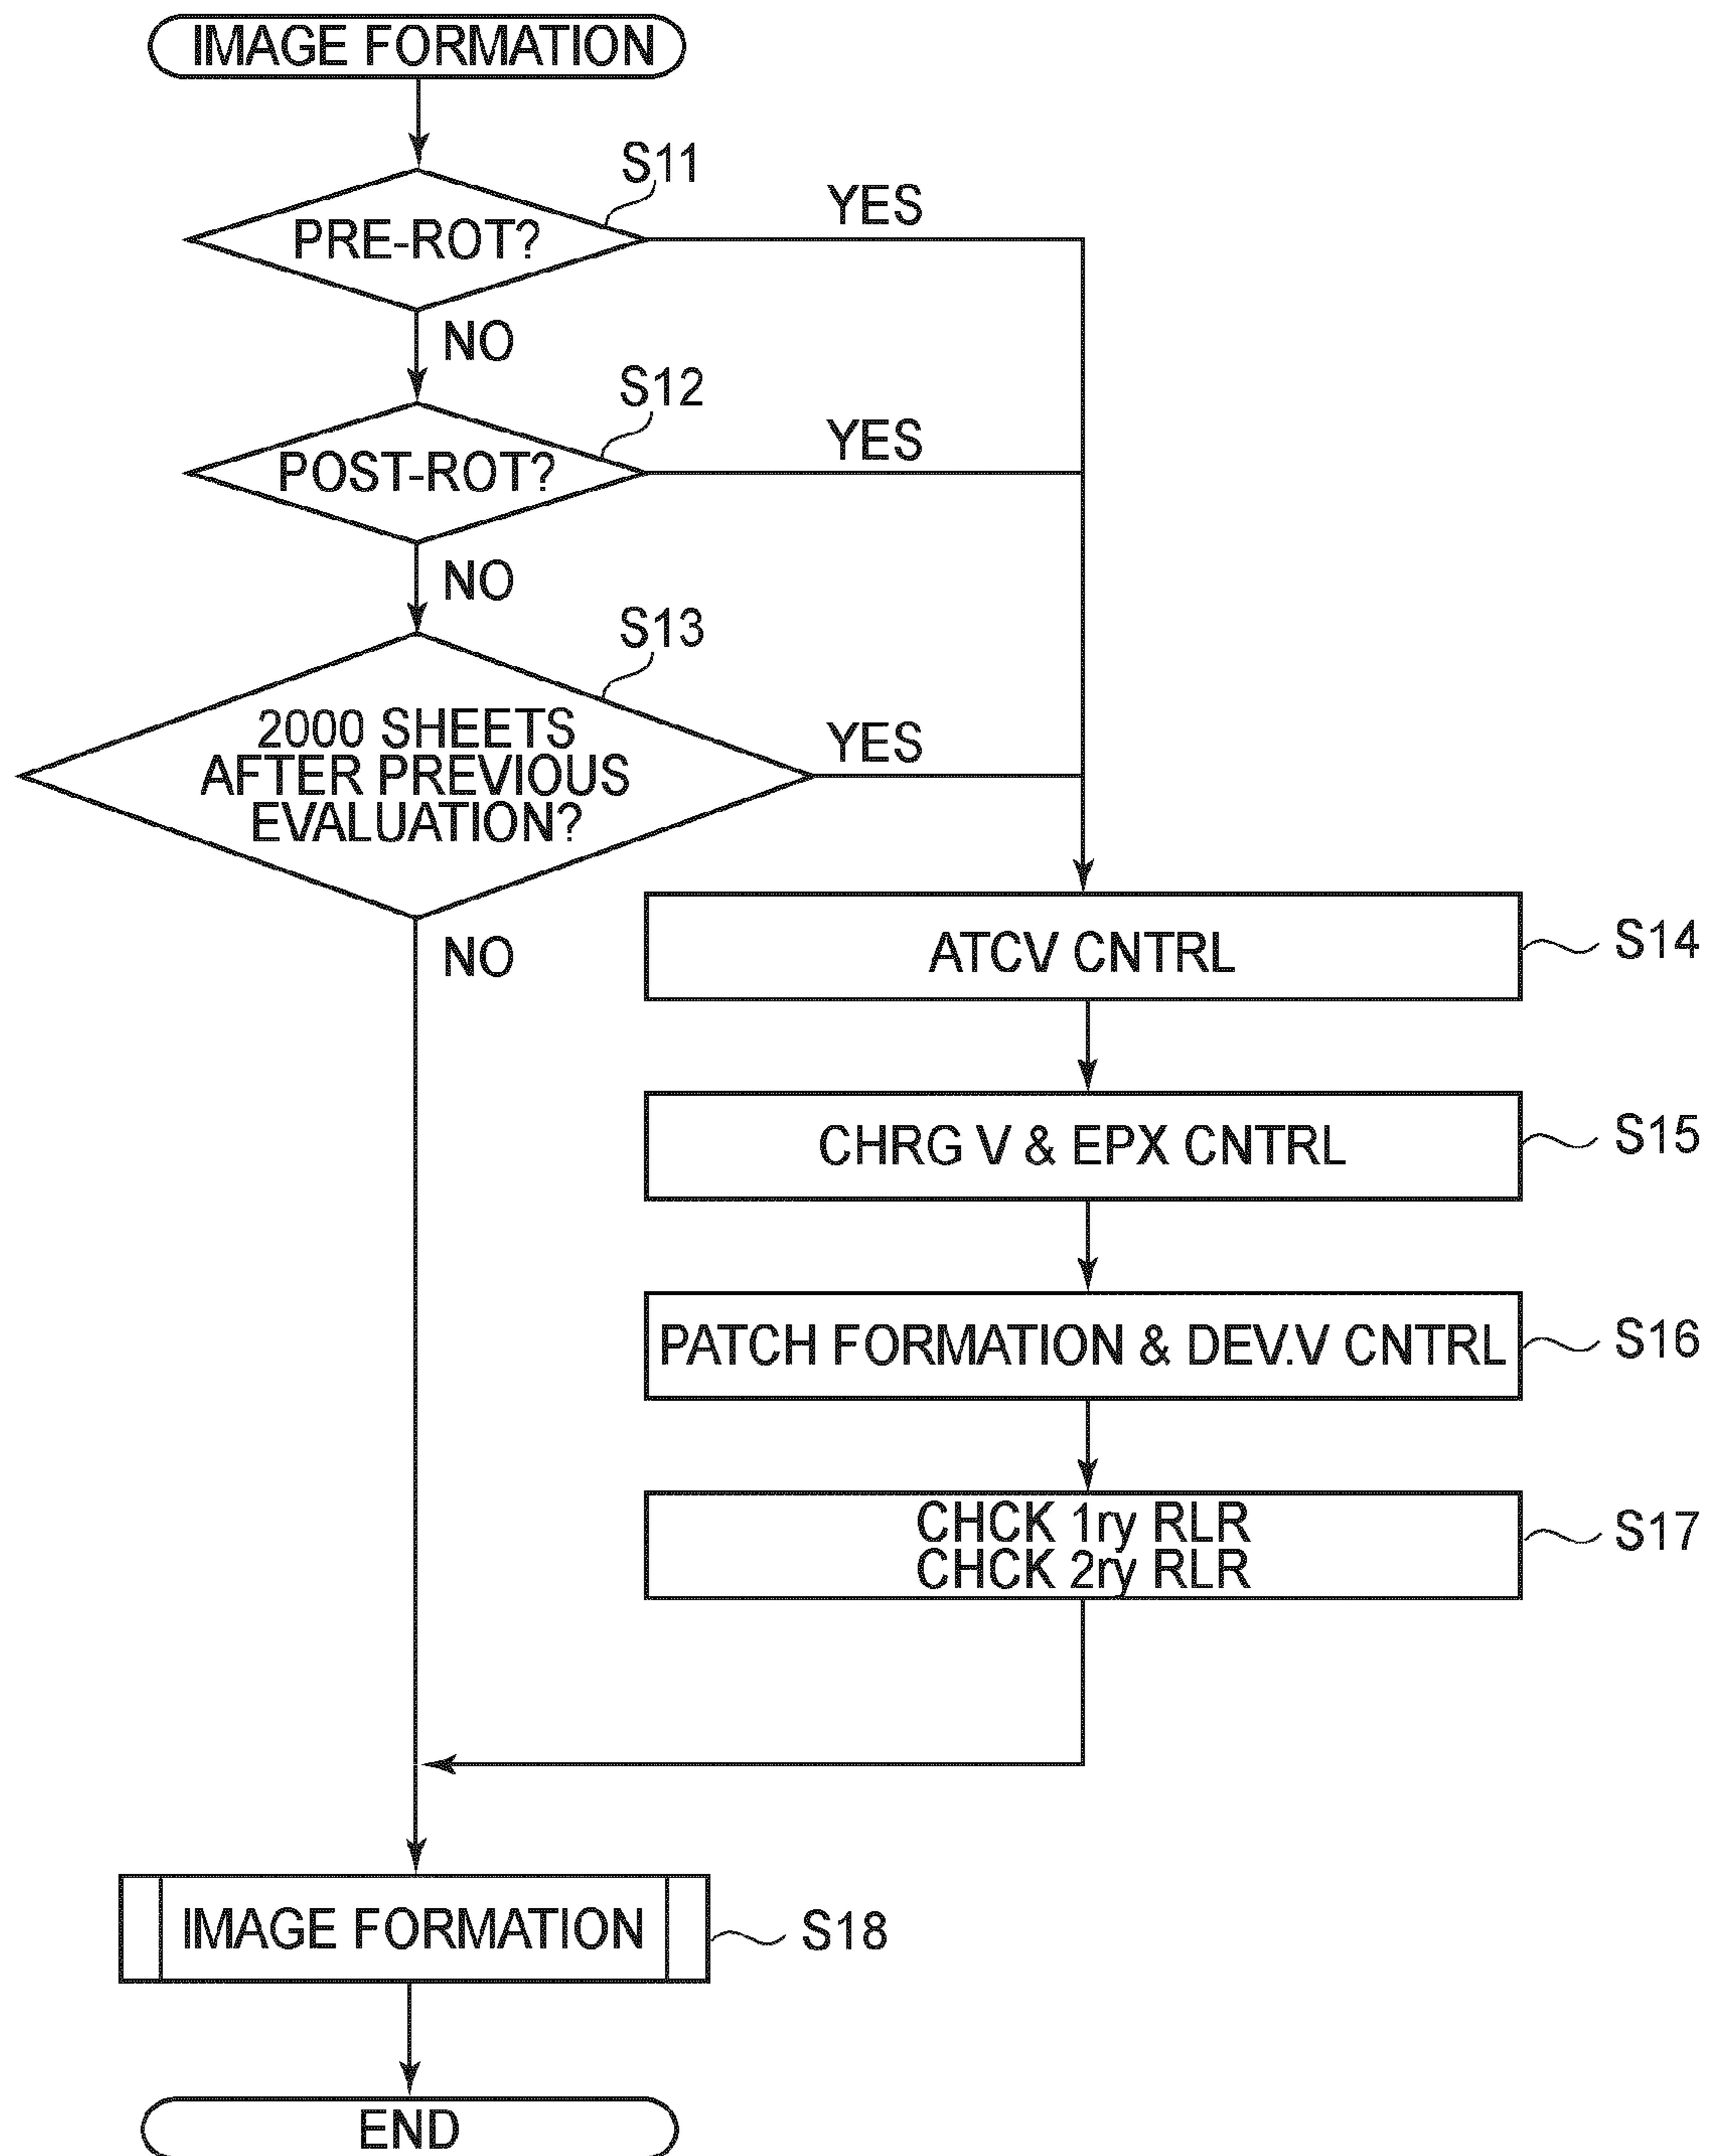 IMAGE FORMATION
S11
PRE-ROT?
YES
NO
S12
POST-ROT?
YES
NO
S13
2000 SHEETS
AFTER PREVIOUS
EVALUATION?
YES
NO
ATCV CNTRL
S14
CHRG V & EPX CNTRL
S15
PATCH FORMATION & DEV.V CNTRL
S16
CHCK 1ry RLR
CHCK 2ry RLR
S17
IMAGE FORMATION
S18
END